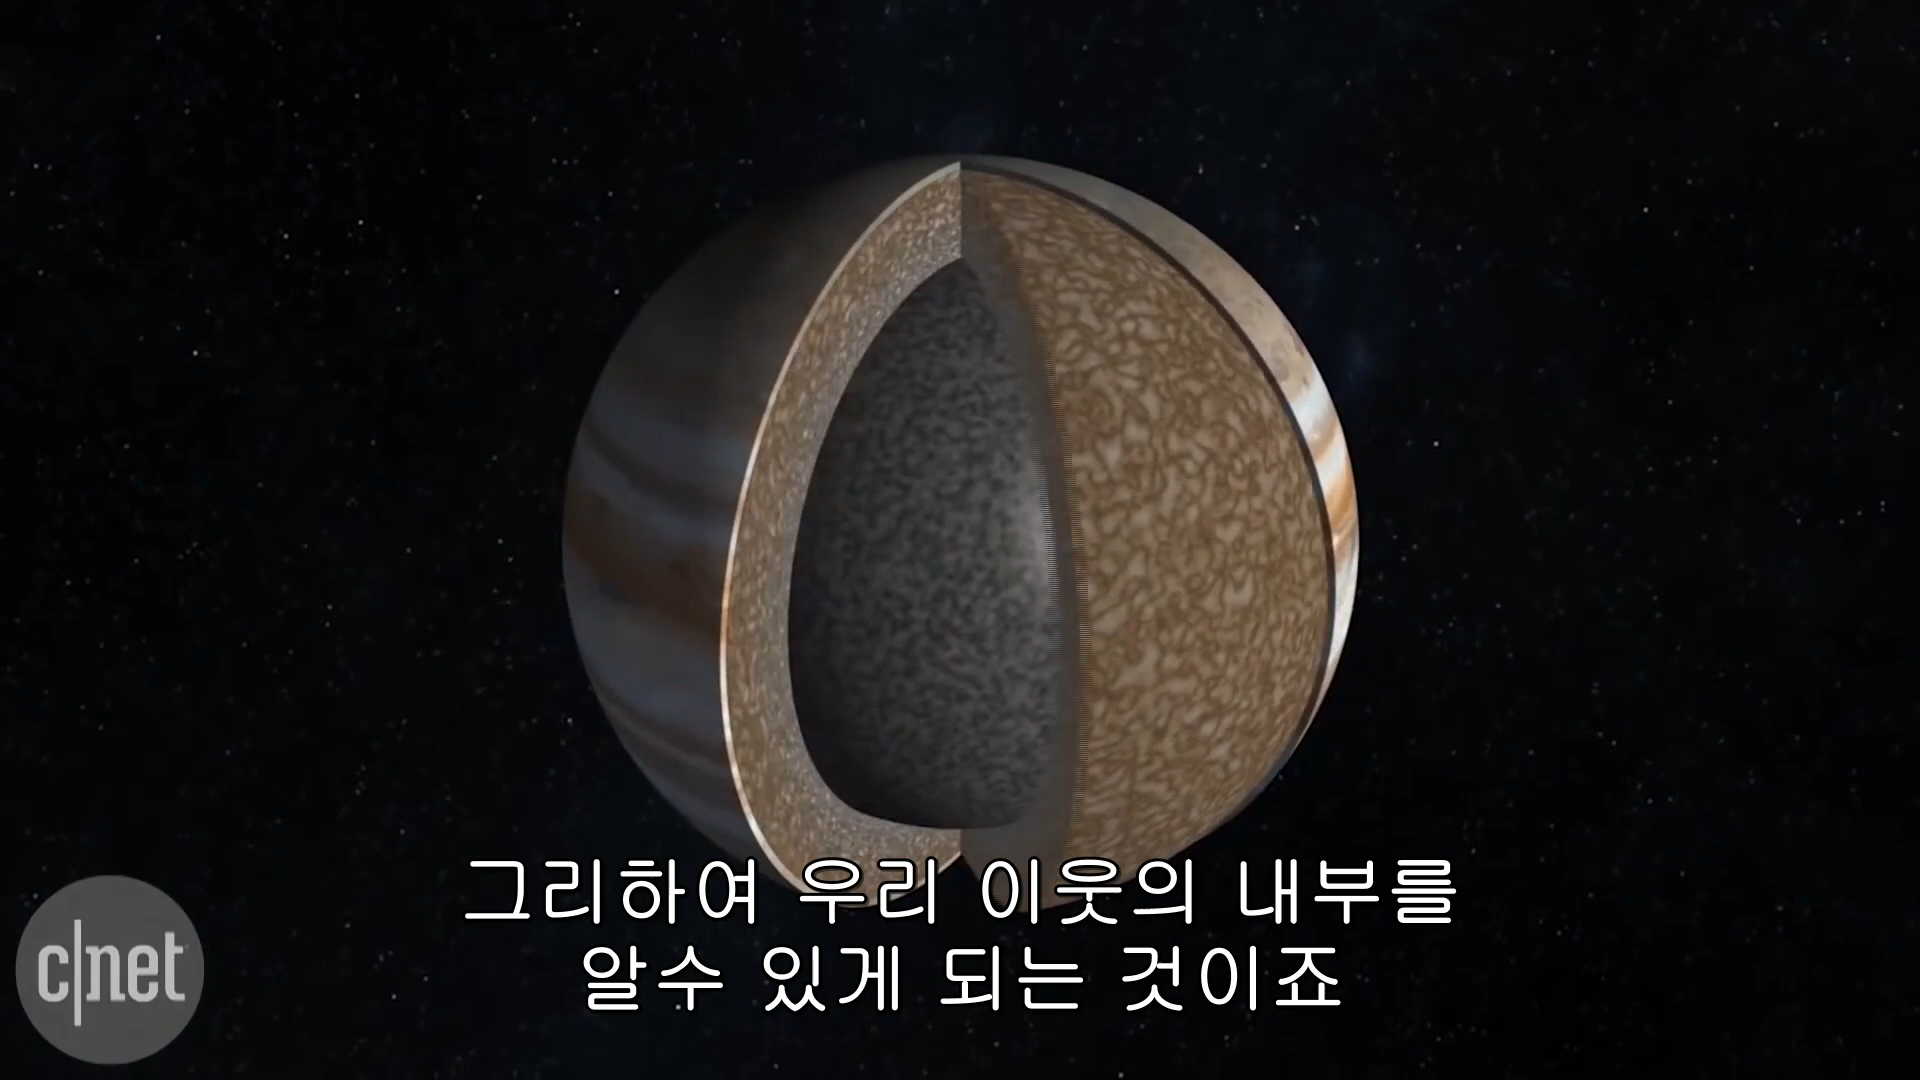 그리하여 우리 이웃의 내부를
알수 있게 되는 것이죠
c|net